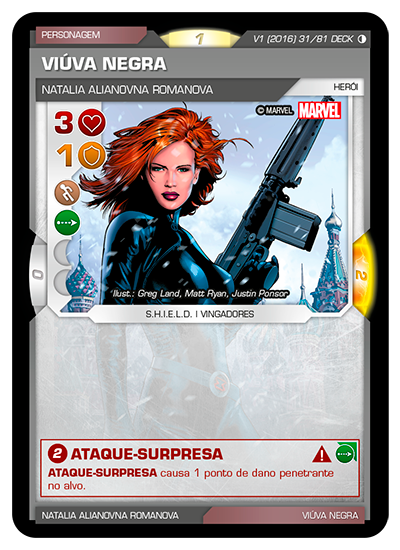 PERSONAGEM
1
V1 (2016) 31/81 DECK
VIÚVA NEGRA
NATALIA ALIANOVNA ROMANOVA
HERÓI
© MARVEL MARVEL
3
1
0
2
Ilust.: Greg Land, Matt Ryan, Justin Ponsor
S.H.I.E.L.D. | VINGADORES
2 ATAQUE-SURPRESA
ATAQUE-SURPRESA causa 1 ponto de dano penetrante
no alvo.
NATALIA ALIANOVNA ROMANOVA
VIÚVA NEGRA